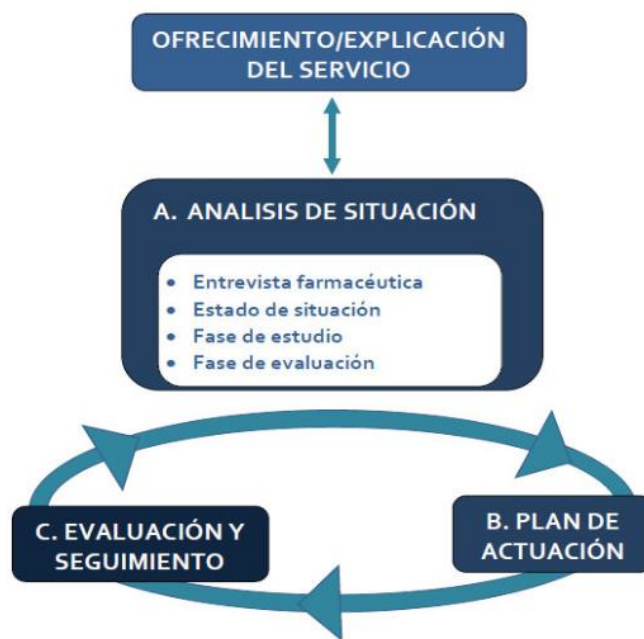 OFRECIMIENTO/EXPLICACIÓN
DEL SERVICIO
A. ANALISIS DE SITUACIÓN
• Entrevista farmacéutica
• Estado de situación
• Fase de estudio
• Fase de evaluación
C. EVALUACIÓN Y
SEGUIMIENTO
B. PLAN DE
ACTUACIÓN